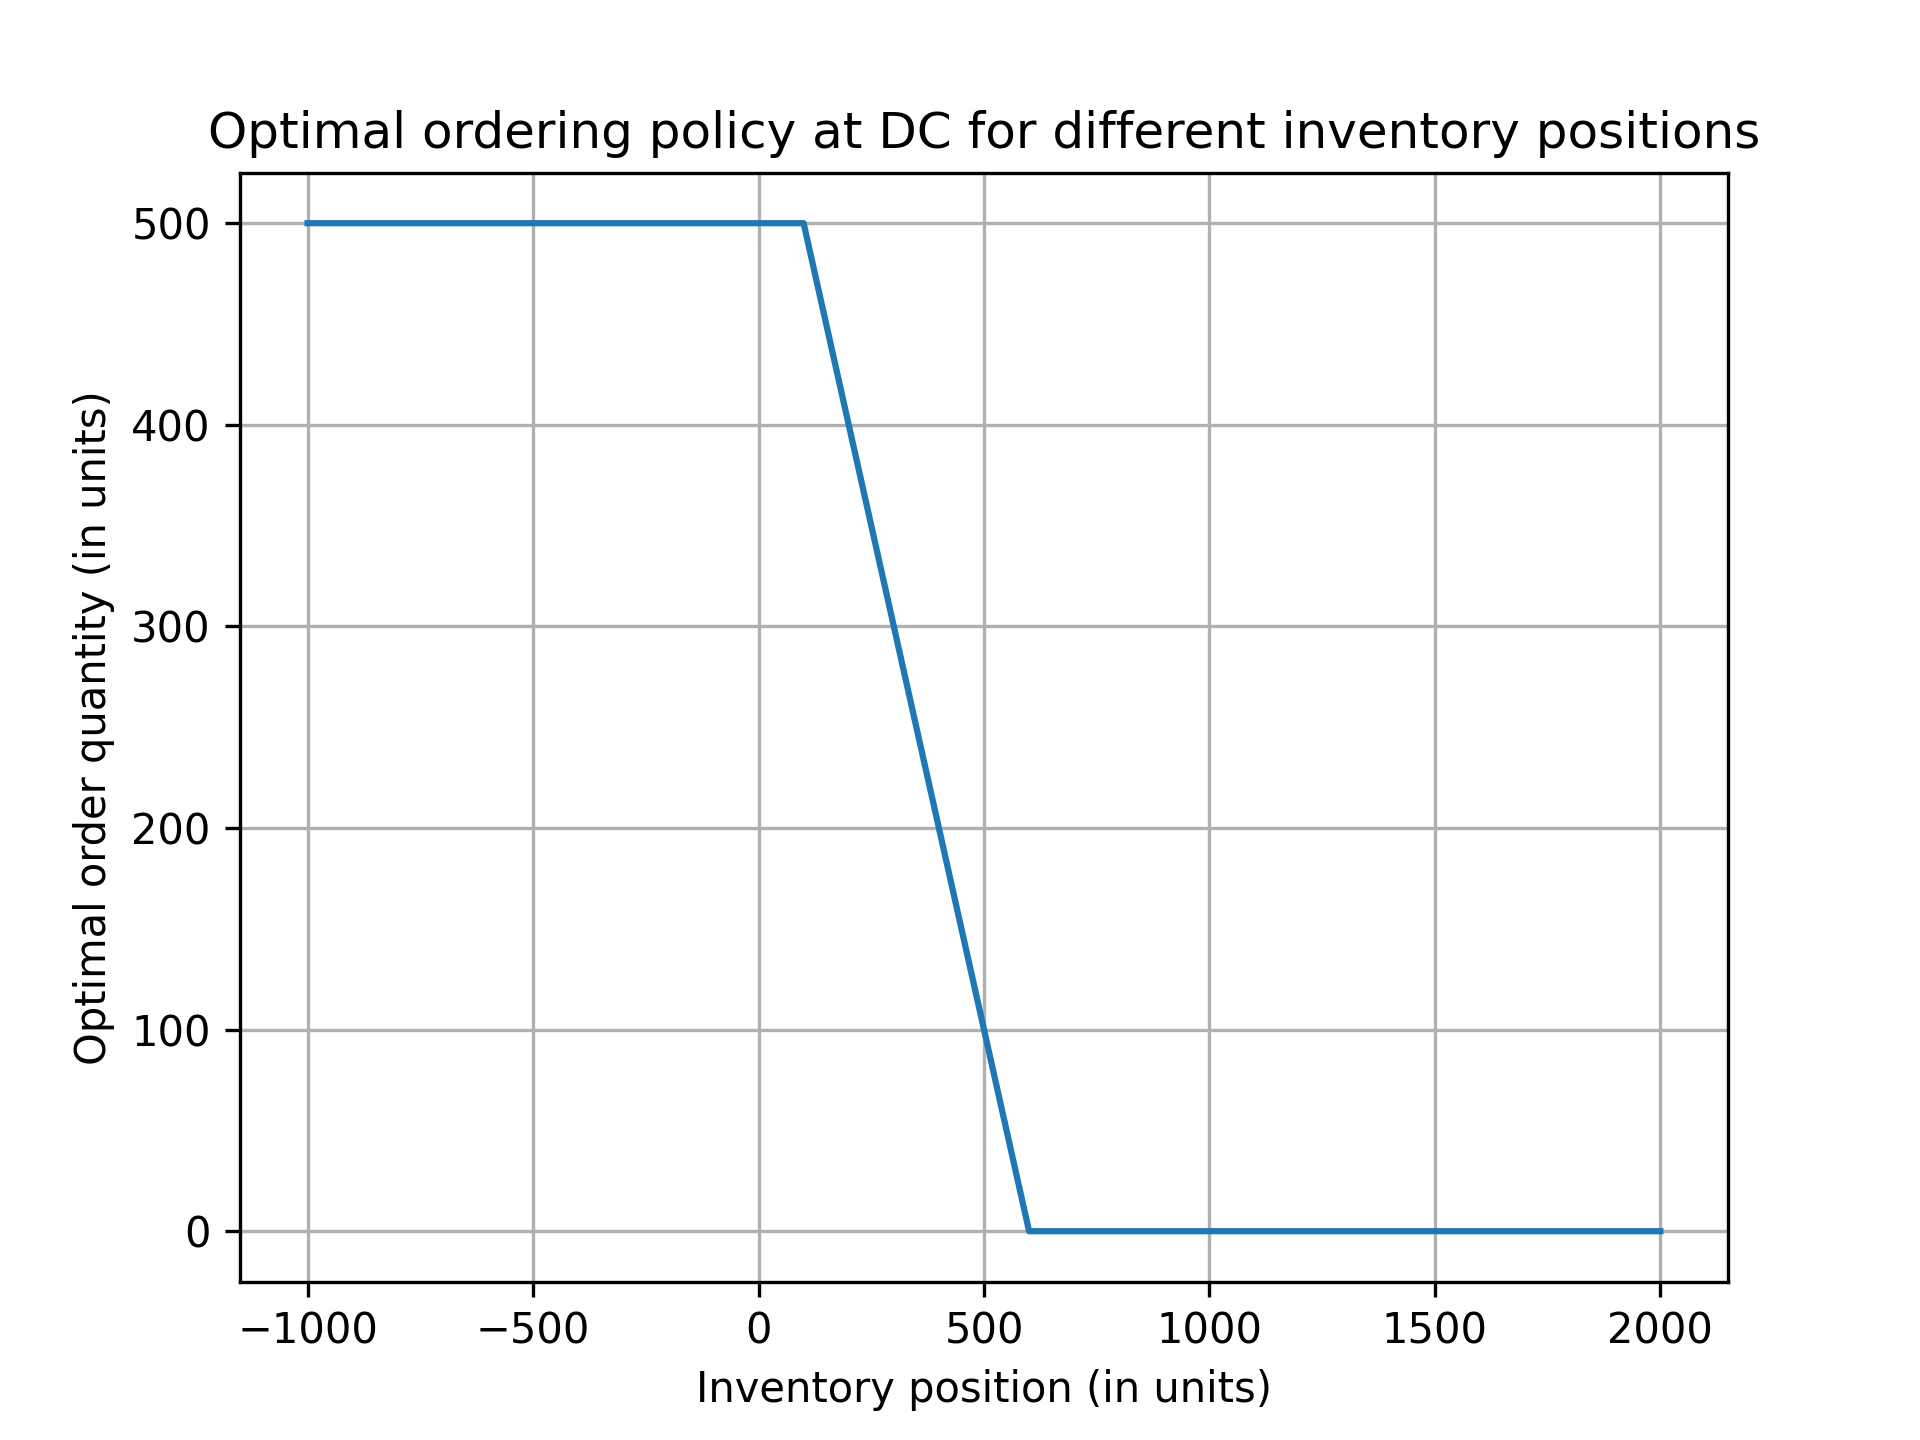 Optimal ordering policy at DC for different inventory positions
Optimal order quantity (in units)
500
400
300
200
100
0
−1000 −500 0 500 1000 1500 2000
Inventory position (in units)